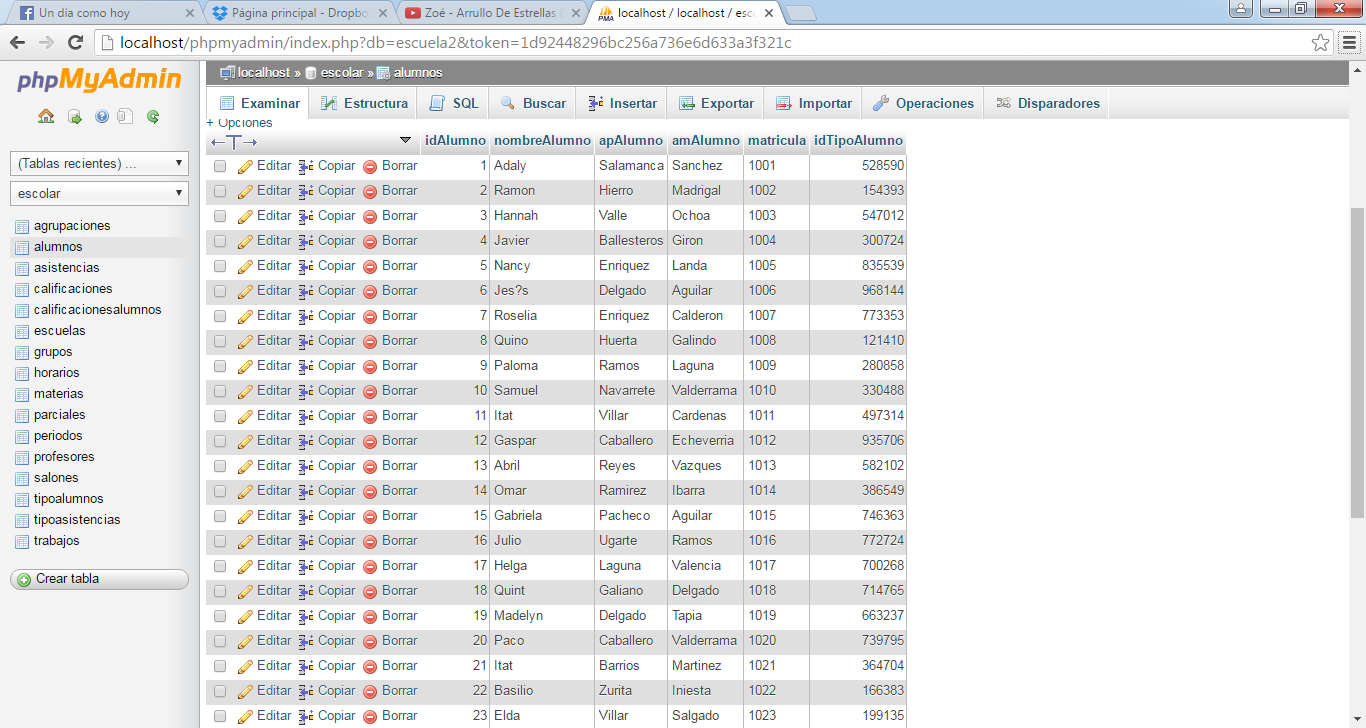 Un día como hoy
Página principal - Dropbo
Zoé - Arrullo De Estrellas
localhost / localhost / escu
localhost/phpmyadmin/index.php?db=escuela2&token=1d92448296bc256a736e6d633a3f321c
phpMyAdmin
(Tablas recientes) ...
escolar
agrupaciones
alumnos
asistencias
calificaciones
calificacionesalumnos
escuelas
grupos
horarios
materias
parciales
periodos
profesores
salones
tipoalumnos
tipoasistencias
trabajos
Crear tabla
localhost » escolar » alumnos
Examinar Estructura SQL Buscar Insertar Exportar Importar Operaciones Disparadores
+ Opciones
idAlumno nombreAlumno apAlumno amAlumno matricula idTipoAlumno
Editar Copiar Borrar 1 Adaly Salamanca Sanchez 1001 528590
Editar Copiar Borrar 2 Ramon Hierro Madrigal 1002 154393
Editar Copiar Borrar 3 Hannah Valle Ochoa 1003 547012
Editar Copiar Borrar 4 Javier Ballesteros Giron 1004 300724
Editar Copiar Borrar 5 Nancy Enriquez Landa 1005 835539
Editar Copiar Borrar 6 Jes?s Delgado Aguilar 1006 968144
Editar Copiar Borrar 7 Roselia Enriquez Calderon 1007 773353
Editar Copiar Borrar 8 Quino Huerta Galindo 1008 121410
Editar Copiar Borrar 9 Paloma Ramos Laguna 1009 280858
Editar Copiar Borrar 10 Samuel Navarrete Valderrama 1010 330488
Editar Copiar Borrar 11 Itat Villar Cardenas 1011 497314
Editar Copiar Borrar 12 Gaspar Caballero Echeverria 1012 935706
Editar Copiar Borrar 13 Abril Reyes Vazques 1013 582102
Editar Copiar Borrar 14 Omar Ramirez Ibarra 1014 386549
Editar Copiar Borrar 15 Gabriela Pacheco Aguilar 1015 746363
Editar Copiar Borrar 16 Julio Ugarte Ramos 1016 772724
Editar Copiar Borrar 17 Helga Laguna Valencia 1017 700268
Editar Copiar Borrar 18 Quint Galiano Delgado 1018 714765
Editar Copiar Borrar 19 Madelyn Delgado Tapia 1019 663237
Editar Copiar Borrar 20 Paco Caballero Valderrama 1020 739795
Editar Copiar Borrar 21 Itat Barrios Martinez 1021 364704
Editar Copiar Borrar 22 Basilio Zurita Iniesta 1022 166383
Editar Copiar Borrar 23 Elda Villar Salgado 1023 199135